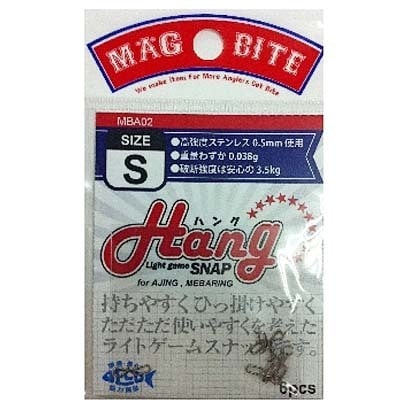 MAG BITE
We make Item For More Anglers Get Bite
MBA02
SIZE
S
●高強度ステンレス0.5mm使用
●重量わずか0.038g
●破断強度は安心の3.5kg
ハング
Hang
Light game SNAP
for AJING, MEBARING
持ちやすくひっ掛けやすく
ただただ使いやすくを考えた
ライトゲームスナップです。
6pcs